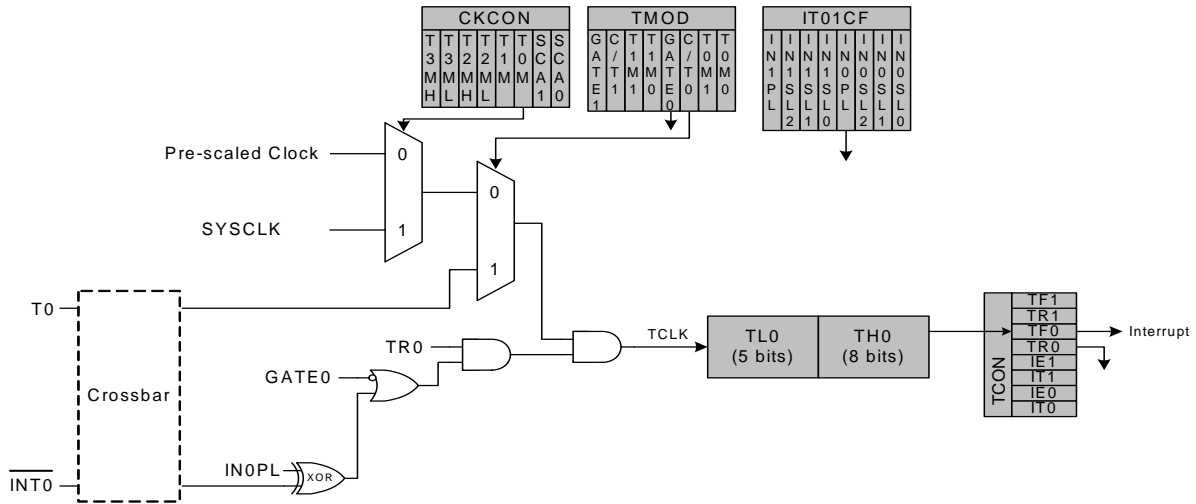 CKCON
T3MH
T3ML
T2MH
T2ML
T1M
T0M
SCA1
SCA0
TMOD
GATE1
C/T1
T1M1
T1M0
GATE0
C/T0
T0M1
T0M0
IT01CF
IN1PL
IN1SL2
IN1SL1
IN1SL0
IN0PL
IN0SL2
IN0SL1
IN0SL0
Pre-scaled Clock
0
SYSCLK
1
0
1
T0
Crossbar
TR0
GATE0
IN0PL
XOR
INT0
TCLK
TL0
(5 bits)
TH0
(8 bits)
TCON
TF1
TR1
TF0
TR0
IE1
IT1
IE0
IT0
Interrupt